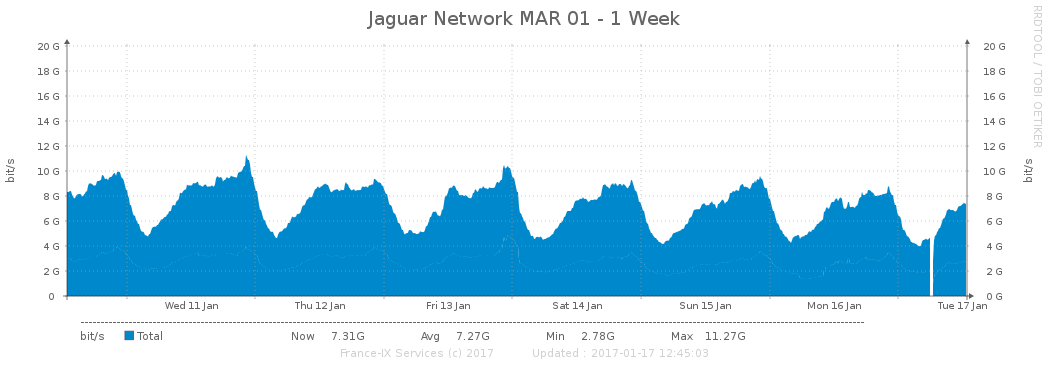 Jaguar Network MAR 01 - 1 Week
RRDTOOL / TOBI OETIKER
bit/s
bit/s
20 G 20 G
18 G 18 G
16 G 16 G
14 G 14 G
12 G 12 G
10 G 10 G
8 G 8 G
6 G 6 G
4 G 4 G
2 G 2 G
0 0 G
Wed 11 Jan Thu 12 Jan Fri 13 Jan Sat 14 Jan Sun 15 Jan Mon 16 Jan Tue 17 Jan
bit/s Total Now 7.31G Avg 7.27G Min 2.78G Max 11.27G
France-IX Services (c) 2017 Updated : 2017-01-17 12:45:03